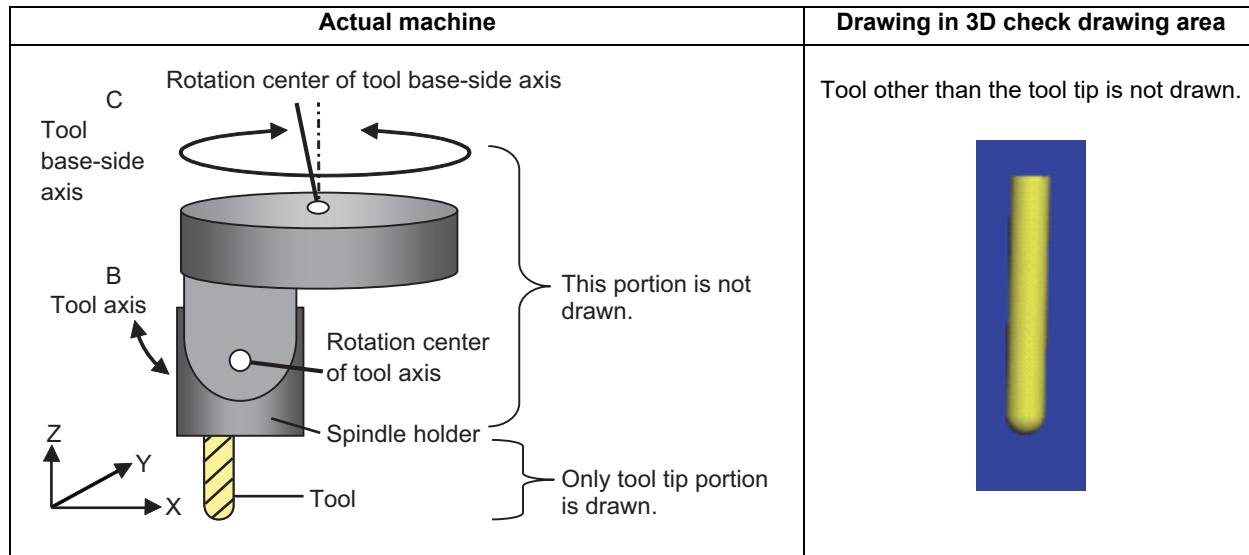 Actual machine
Drawing in 3D check drawing area
Rotation center of tool base-side axis
C
Tool
base-side
axis
B
Tool axis
This portion is not
drawn.
Rotation center
of tool axis
Spindle holder
Z
Y
X
Tool
Only tool tip portion
is drawn.
Tool other than the tool tip is not drawn.